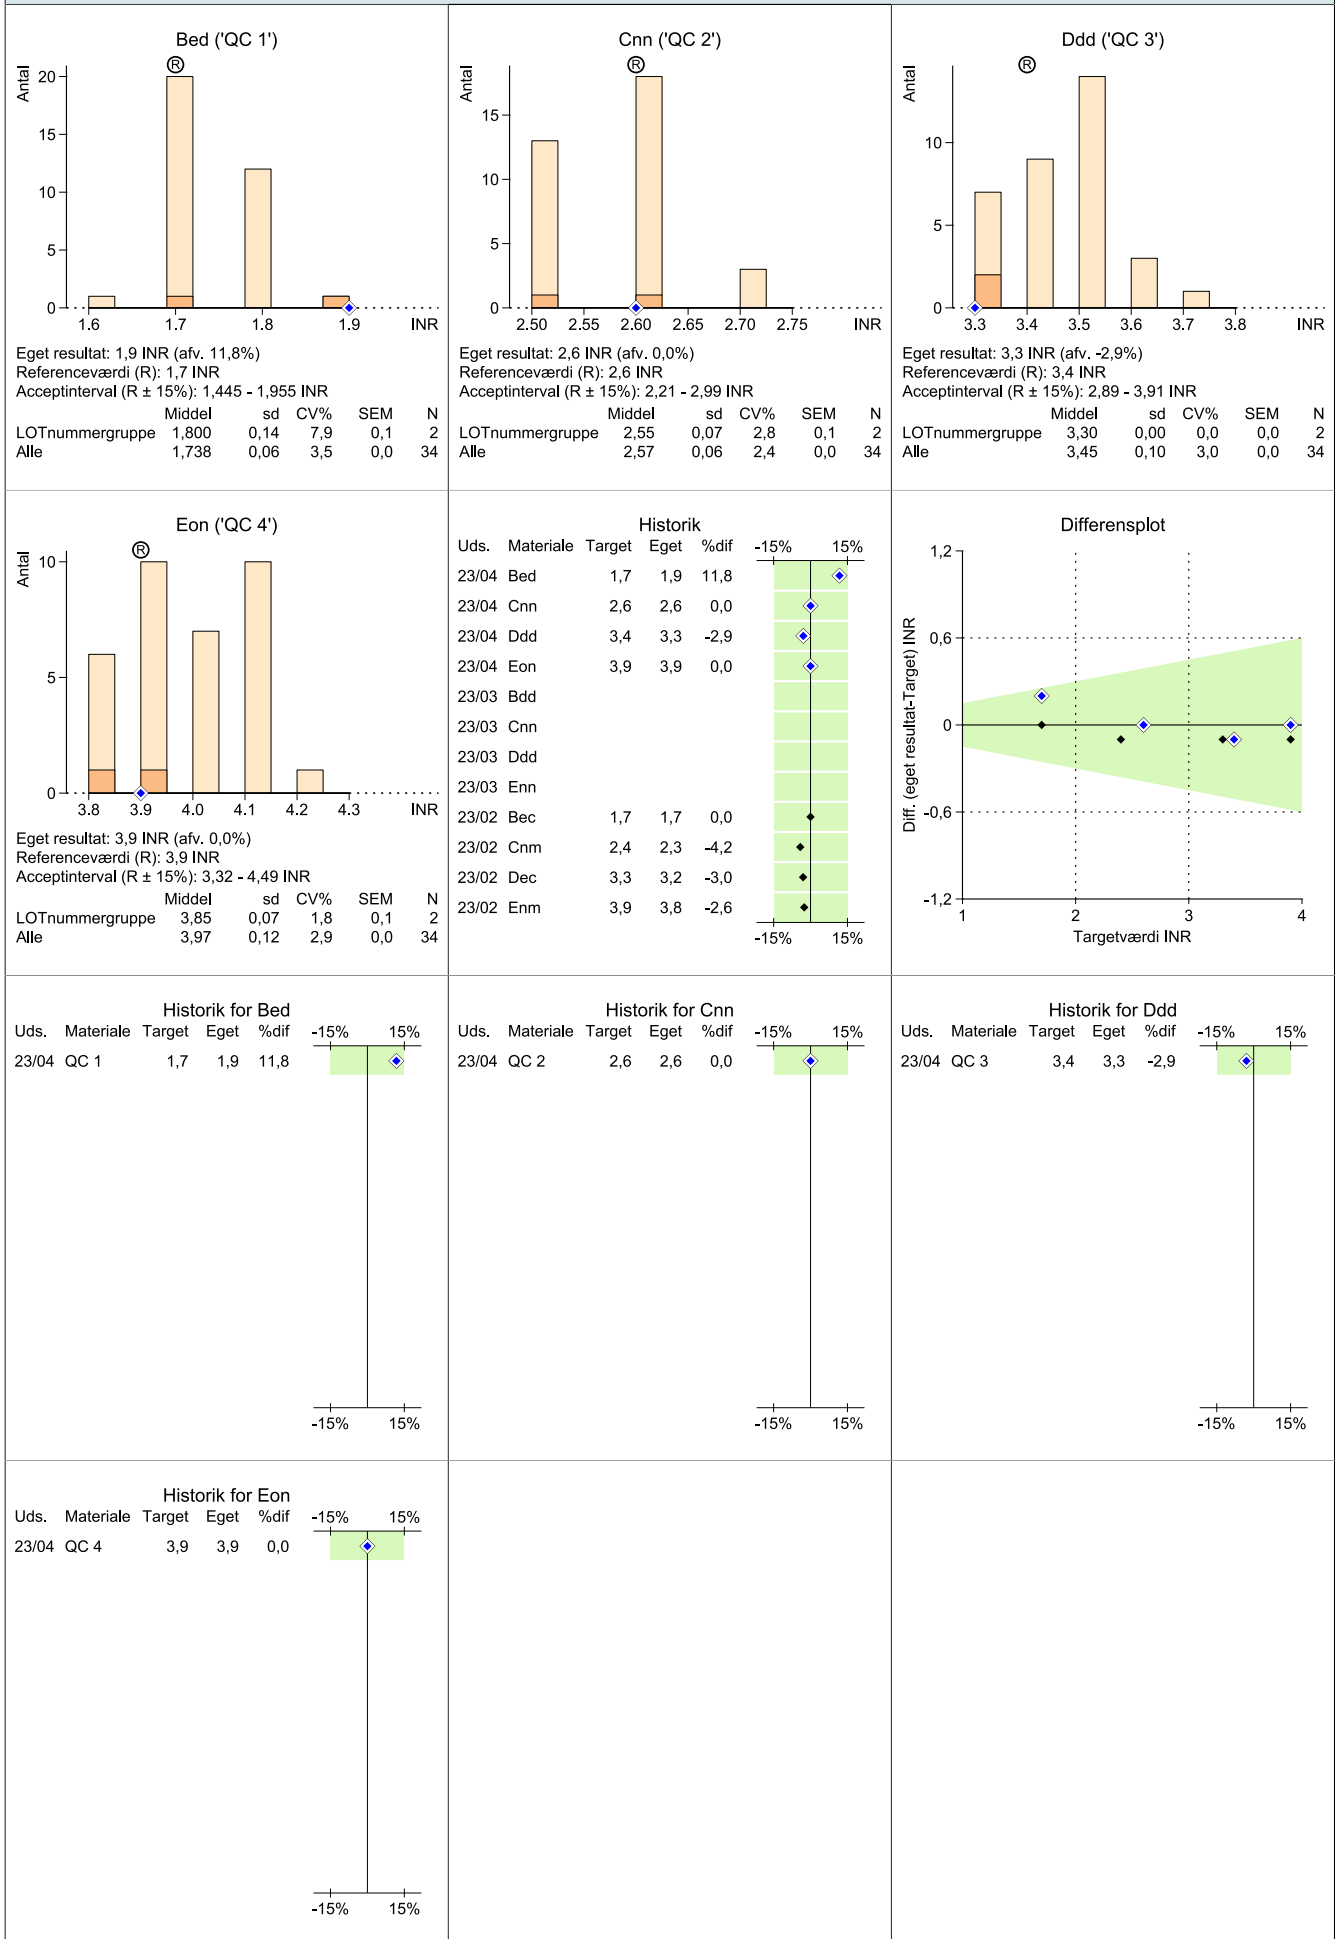 Bed ('QC 1')
Antal
Ⓡ
20
15
10
5
0
1.6 1.7 1.8 1.9 INR
Eget resultat: 1,9 INR (afv. 11,8%)
Referenceværdi (R): 1,7 INR
Acceptinterval (R ± 15%): 1,445 - 1,955 INR
Middel sd CV% SEM N
LOTnummergruppe 1,800 0,14 7,9 0,1 2
Alle 1,738 0,06 3,5 0,0 34
Cnn ('QC 2')
Antal
Ⓡ
15
10
5
0
2.50 2.55 2.60 2.65 2.70 2.75 INR
Eget resultat: 2,6 INR (afv. 0,0%)
Referenceværdi (R): 2,6 INR
Acceptinterval (R ± 15%): 2,21 - 2,99 INR
Middel sd CV% SEM N
LOTnummergruppe 2,55 0,07 2,8 0,1 2
Alle 2,57 0,06 2,4 0,0 34
Ddd ('QC 3')
Antal
Ⓡ
10
5
0
3.3 3.4 3.5 3.6 3.7 3.8 INR
Eget resultat: 3,3 INR (afv. -2,9%)
Referenceværdi (R): 3,4 INR
Acceptinterval (R ± 15%): 2,89 - 3,91 INR
Middel sd CV% SEM N
LOTnummergruppe 3,30 0,00 0,0 0,0 2
Alle 3,45 0,10 3,0 0,0 34
Eon ('QC 4')
Antal
Ⓡ
10
5
0
3.8 3.9 4.0 4.1 4.2 4.3 INR
Eget resultat: 3,9 INR (afv. 0,0%)
Referenceværdi (R): 3,9 INR
Acceptinterval (R ± 15%): 3,32 - 4,49 INR
Middel sd CV% SEM N
LOTnummergruppe 3,85 0,07 1,8 0,1 2
Alle 3,97 0,12 2,9 0,0 34
Historik
Uds. Materiale Target Eget %dif -15% 15%
23/04 Bed 1,7 1,9 11,8
23/04 Cnn 2,6 2,6 0,0
23/04 Ddd 3,4 3,3 -2,9
23/04 Eon 3,9 3,9 0,0
23/03 Bdd
23/03 Cnn
23/03 Ddd
23/03 Enn
23/02 Bec 1,7 1,7 0,0
23/02 Cnm 2,4 2,3 -4,2
23/02 Dec 3,3 3,2 -3,0
23/02 Enm 3,9 3,8 -2,6
-15% 15%
Differensplot
Diff. (eget resultat-Target) INR
1,2
0,6
0
-0,6
-1,2
1 2 3 4
Targetværdi INR
Historik for Bed
Uds. Materiale Target Eget %dif -15% 15%
23/04 QC 1 1,7 1,9 11,8
-15% 15%
Historik for Cnn
Uds. Materiale Target Eget %dif -15% 15%
23/04 QC 2 2,6 2,6 0,0
-15% 15%
Historik for Ddd
Uds. Materiale Target Eget %dif -15% 15%
23/04 QC 3 3,4 3,3 -2,9
-15% 15%
Historik for Eon
Uds. Materiale Target Eget %dif -15% 15%
23/04 QC 4 3,9 3,9 0,0
-15% 15%